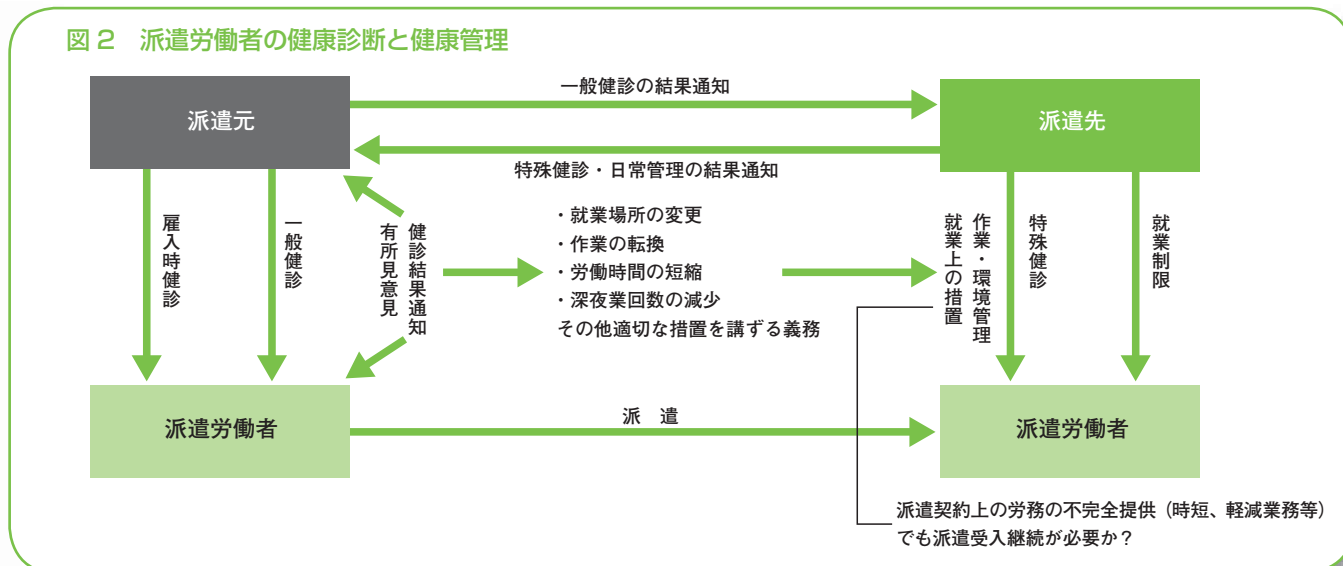 図2 派遣労働者の健康診断と健康管理
派遣元
一般健診の結果通知
派遣先
特殊健診・日常管理の結果通知
雇入時健診
一般健診
健診結果通知
有所見意見
・就業場所の変更
・作業の転換
・労働時間の短縮
・深夜業回数の減少
その他適切な措置を講ずる義務
作業・環境管理
就業上の措置
特殊健診
就業制限
派遣労働者
派 遣
派遣労働者
派遣契約上の労務の不完全提供（時短、軽減業務等）
でも派遣受入継続が必要か？